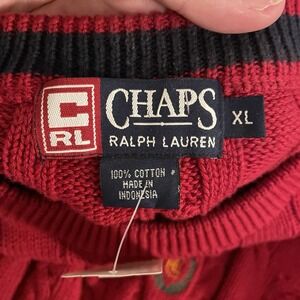 C
RL
CHAPS
RALPH LAUREN
XL
100% COTTON
MADE IN
INDONESIA